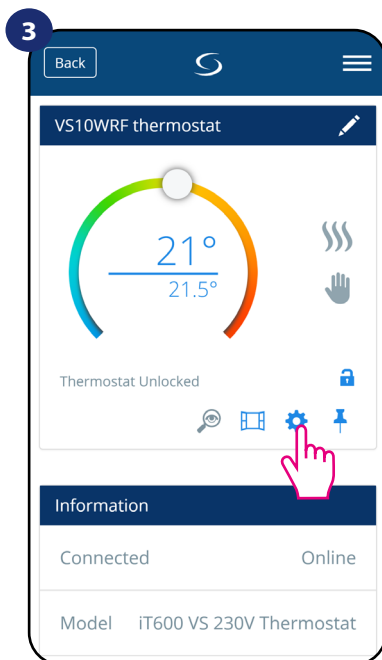 3
Back
VS10WRF thermostat
21°
21.5°
Thermostat Unlocked
Information
Connected Online
Model iT600 VS 230V Thermostat